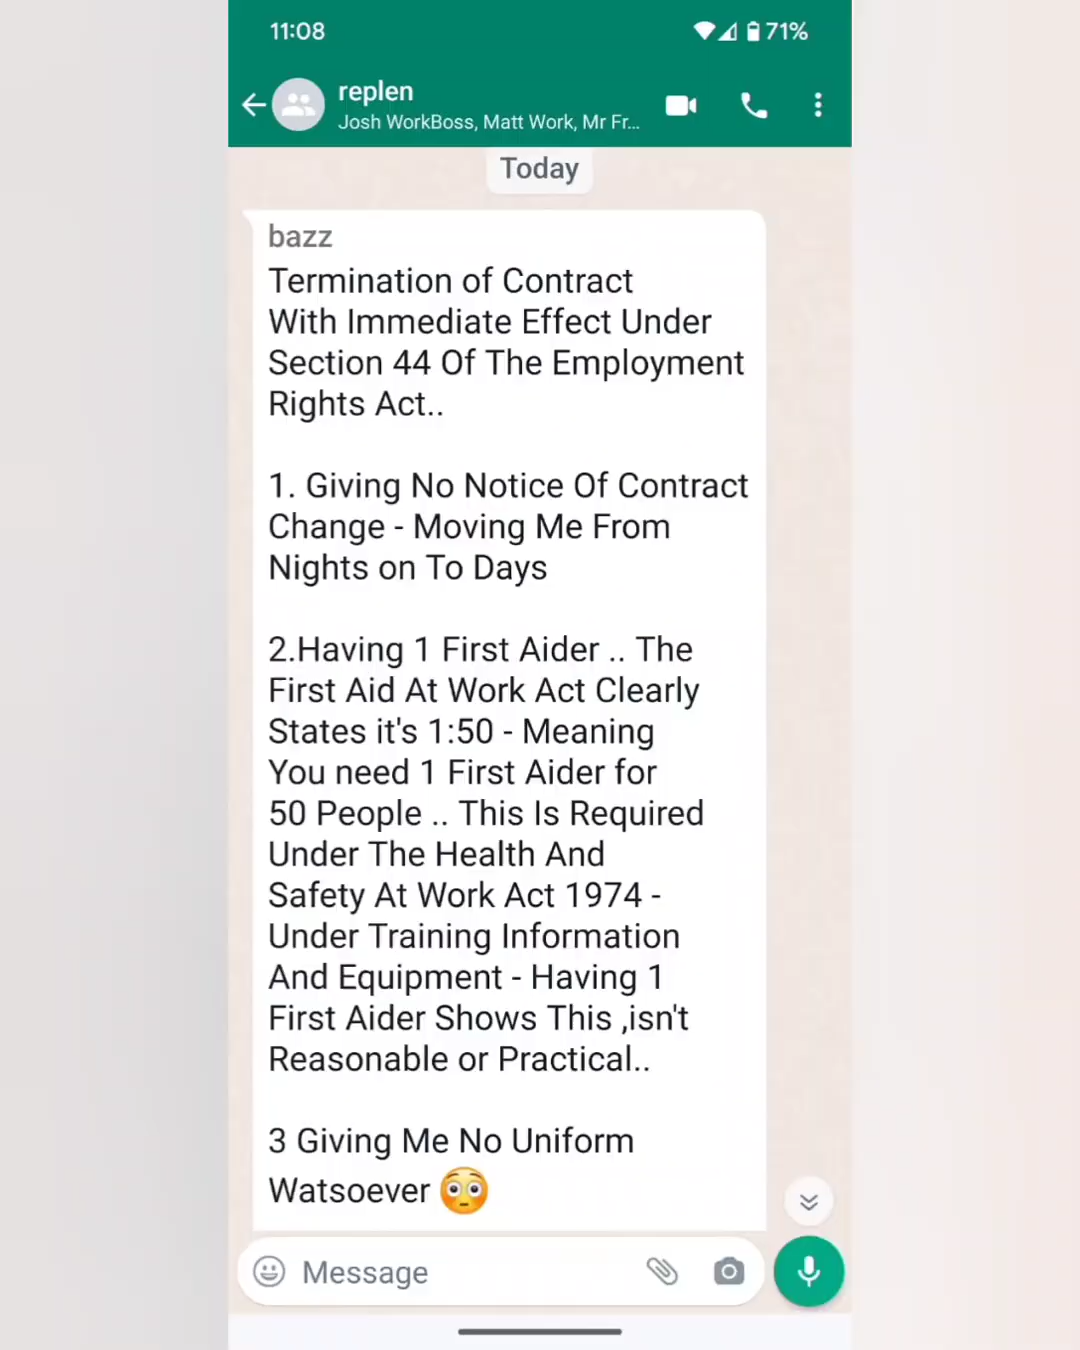 11:08
71%
replen
Josh WorkBoss, Matt Work, Mr Fr...
Today
bazz
Termination of Contract
With Immediate Effect Under
Section 44 Of The Employment
Rights Act..
1. Giving No Notice Of Contract
Change - Moving Me From
Nights on To Days
2.Having 1 First Aider .. The
First Aid At Work Act Clearly
States it's 1:50 - Meaning
You need 1 First Aider for
50 People .. This Is Required
Under The Health And
Safety At Work Act 1974 -
Under Training Information
And Equipment - Having 1
First Aider Shows This ,isn't
Reasonable or Practical..
3 Giving Me No Uniform
Watsoever 😳
Message